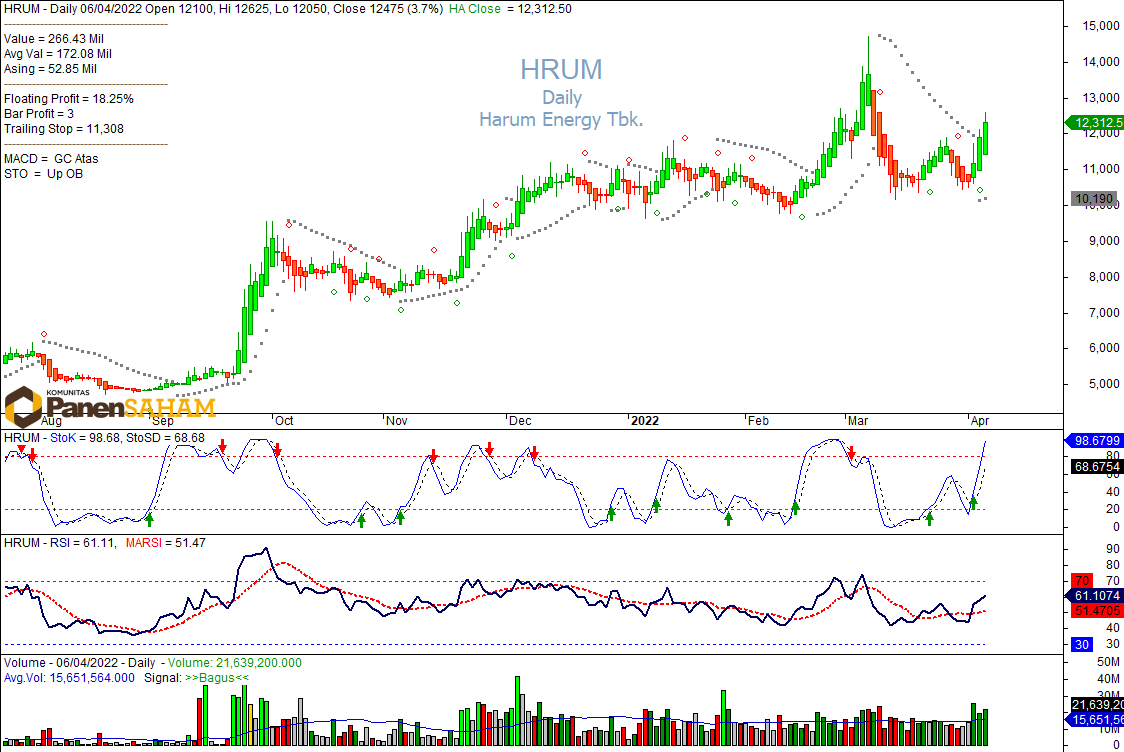 HRUM - Daily 06/04/2022 Open 12100, Hi 12625, Lo 12050, Close 12475 (3.7%) HA Close = 12,312.50
Value = 266.43 Mil
Avg Val = 172.08 Mil
Asing = 52.85 Mil
Floating Profit = 18.25%
Bar Profit = 3
Trailing Stop = 11,308
MACD = GC Atas
STO = Up OB
HRUM
Daily
Harum Energy Tbk.
15,000
14,000
13,000
12,312.5
12,000
11,000
10,190
9,000
8,000
7,000
6,000
5,000
KOMUNITAS
PanenSAHAM
Aug Sep Oct Nov Dec 2022 Feb Mar Apr
HRUM - StoK = 98.68, StoSD = 68.68
98.6799
80
68.6754
40
20
0
HRUM - RSI = 61.11, MARSI = 51.47
90
80
70
61.1074
51.4705
40
30
30
Volume - 06/04/2022 - Daily - Volume: 21,639,200.000
Avg.Vol: 15,651,564.000 Signal: >>Bagus<<
50M
40M
30M
21,639,20
15,651,56
10M
0